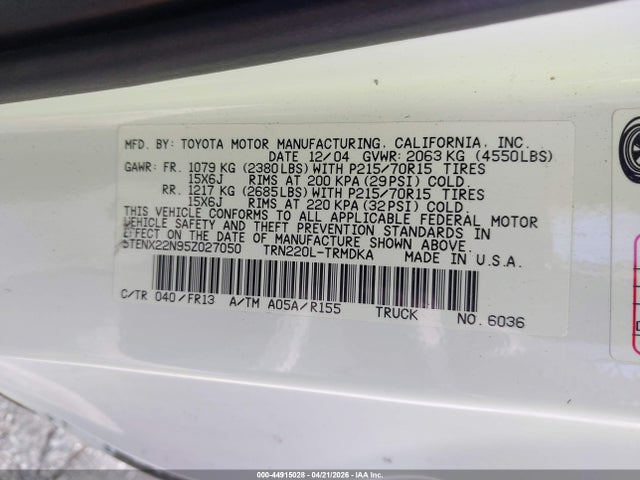 MFD. BY: TOYOTA MOTOR MANUFACTURING, CALIFORNIA, INC.
DATE 12/04 GVWR: 2063 KG (4550LBS)
GAWR: FR. 1079 KG (2380LBS) WITH P215/70R15 TIRES
15X6J RIMS AT 200 KPA (29PSI) COLD.
RR. 1217 KG (2685LBS) WITH P215/70R15 TIRES
15X6J RIMS AT 220 KPA (32PSI) COLD.
THIS VEHICLE CONFORMS TO ALL APPLICABLE FEDERAL MOTOR
VEHICLE SAFETY AND THEFT PREVENTION STANDARDS IN
EFFECT ON THE DATE OF MANUFACTURE SHOWN ABOVE.
5TENX22N95Z027050 TRN220L-TRMDKA MADE IN U.S.A.
C/TR 040/FR13 A/TM A05A/R155 TRUCK NO. 6036
000-44915028 - 04/21/2026 - IAAI.com